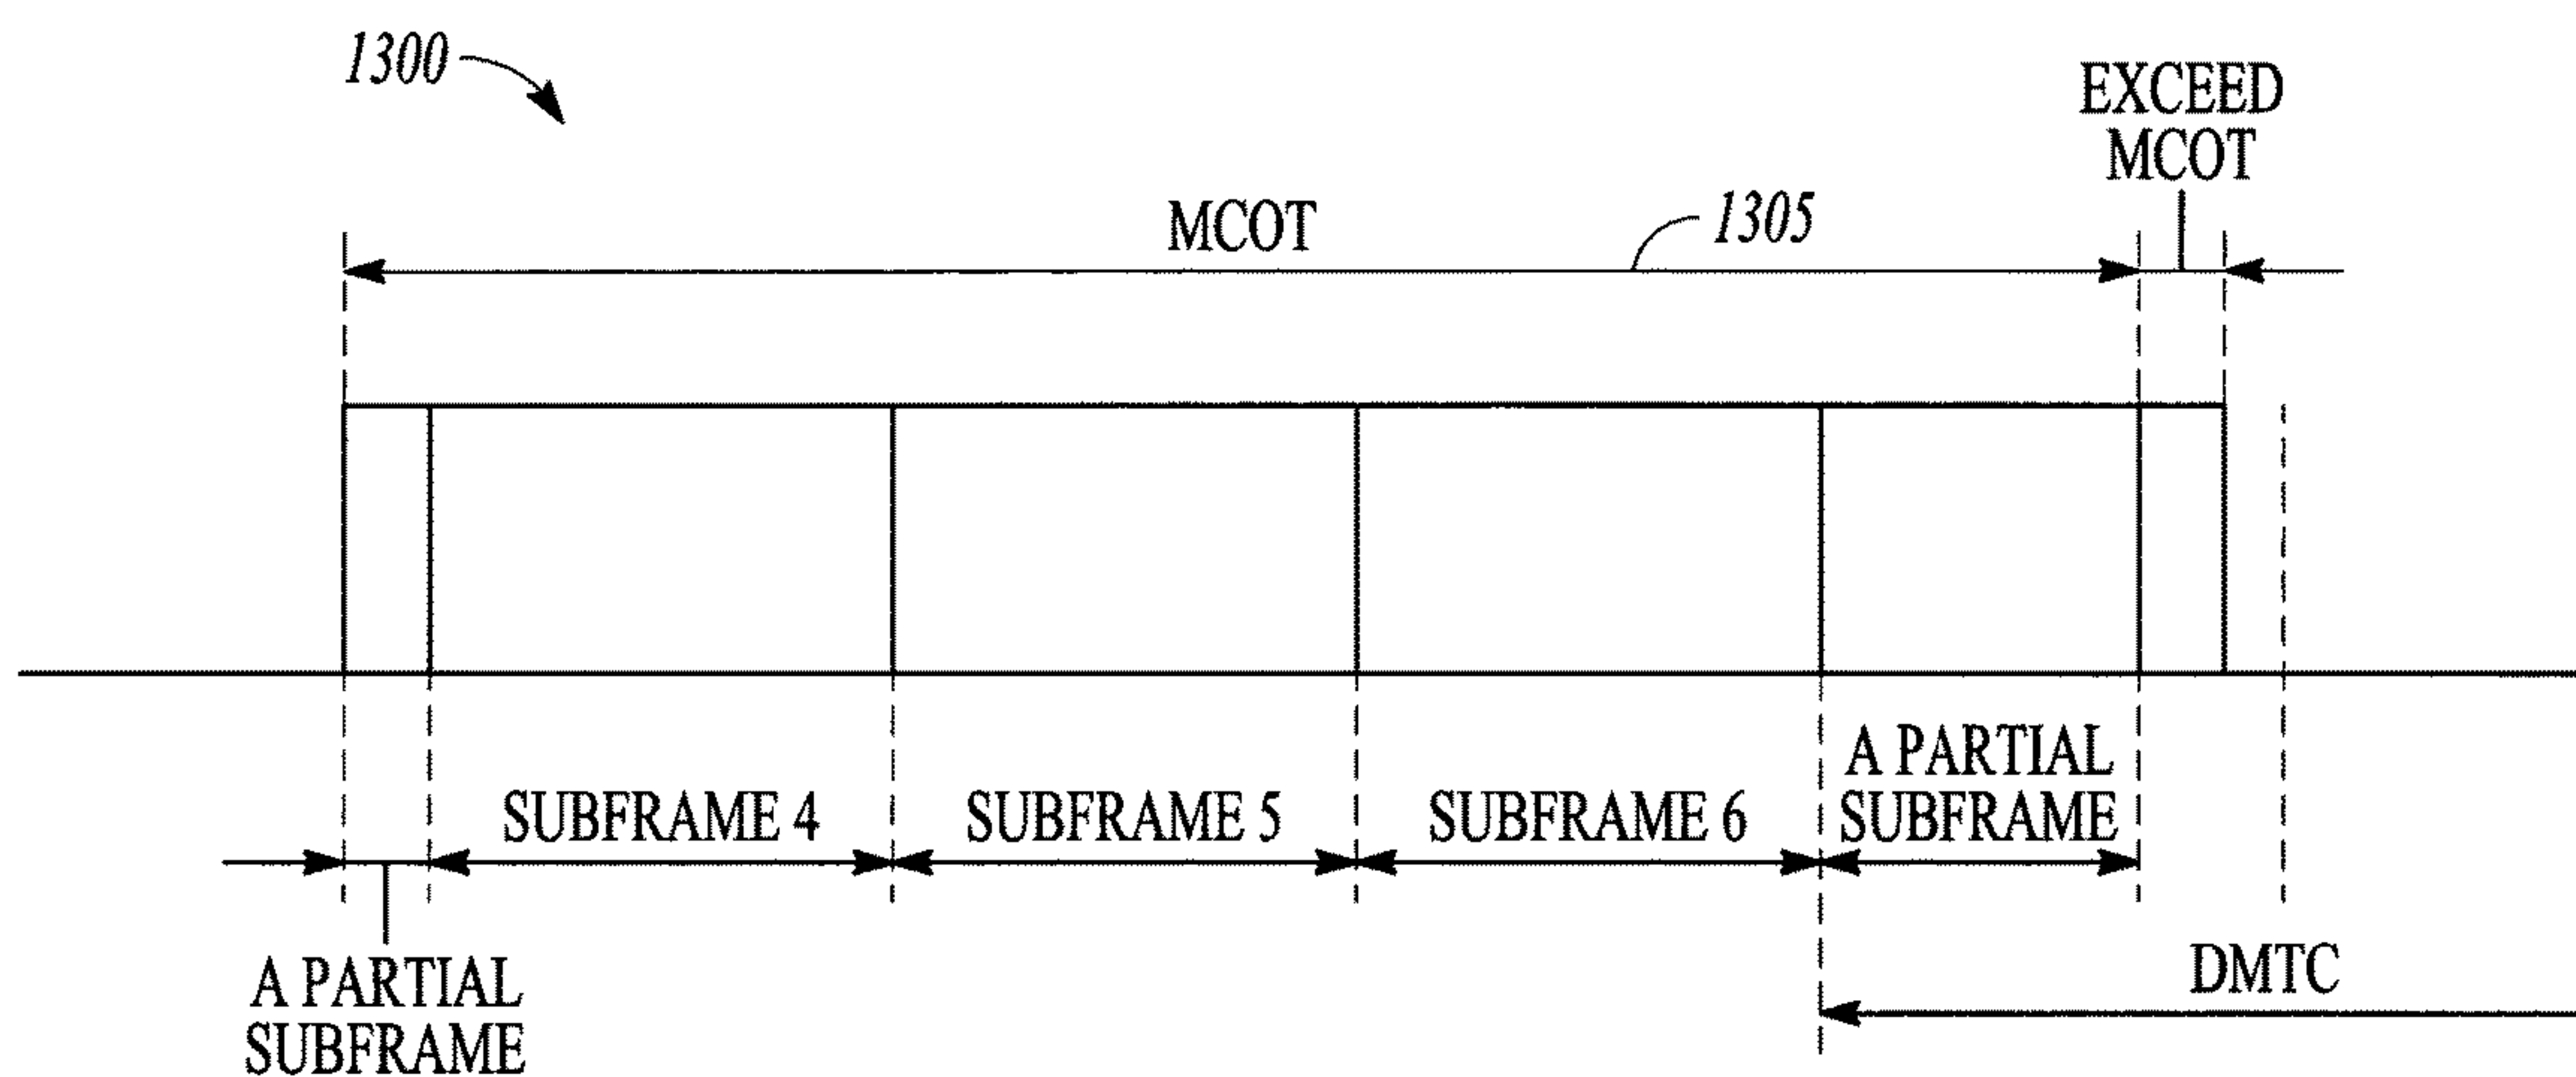 1300
EXCEED
MCOT
MCOT
1305
A PARTIAL
SUBFRAME
SUBFRAME 4
SUBFRAME 5
SUBFRAME 6
A PARTIAL
SUBFRAME
DMTC